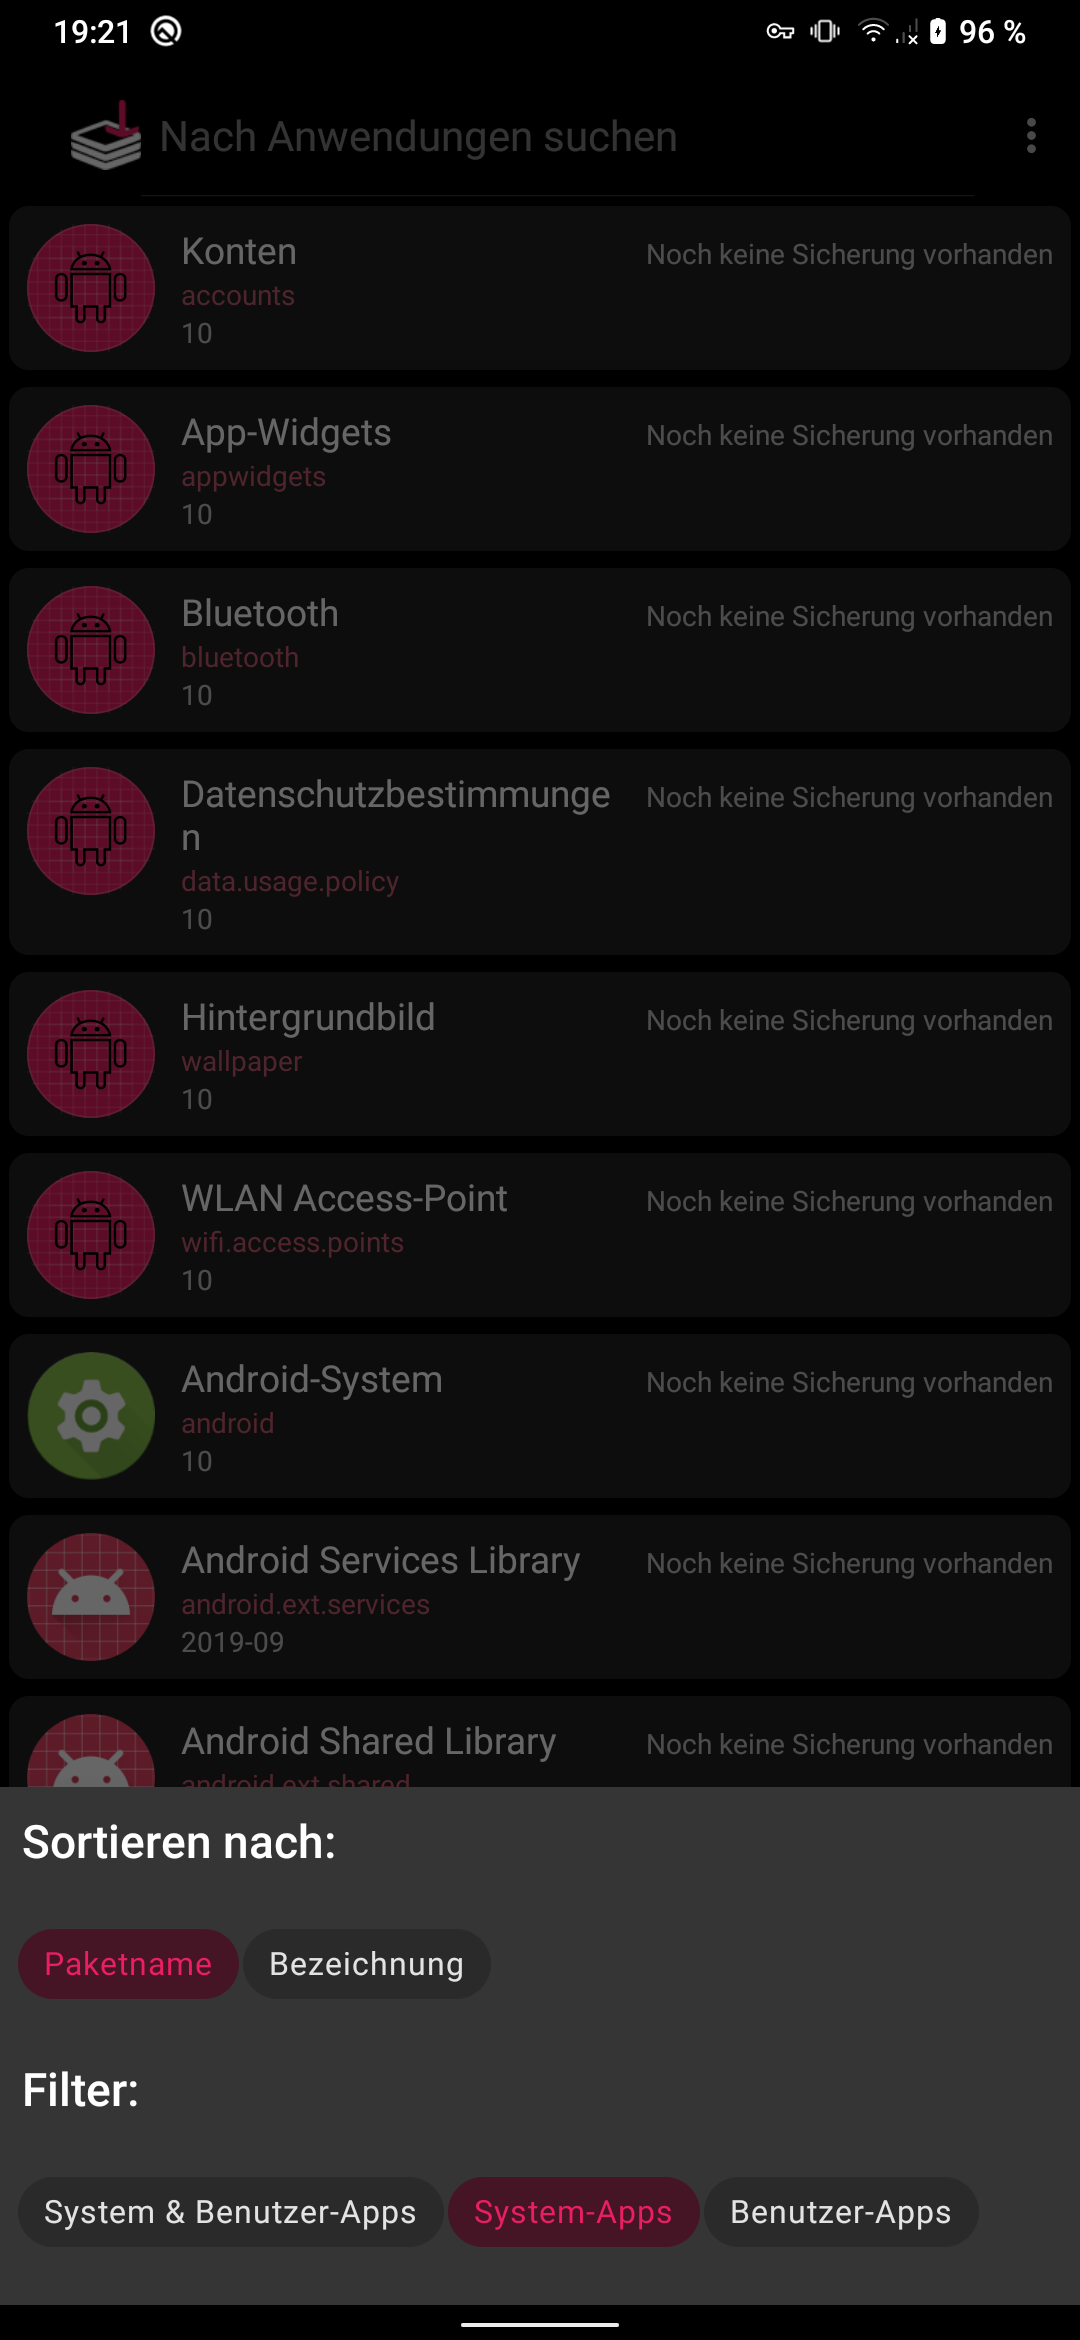 19:21 96 %
Nach Anwendungen suchen
Konten Noch keine Sicherung vorhanden
accounts
10
App-Widgets Noch keine Sicherung vorhanden
appwidgets
10
Bluetooth Noch keine Sicherung vorhanden
bluetooth
10
Datenschutzbestimmunge Noch keine Sicherung vorhanden
n
data.usage.policy
10
Hintergrundbild Noch keine Sicherung vorhanden
wallpaper
10
WLAN Access-Point Noch keine Sicherung vorhanden
wifi.access.points
10
Android-System Noch keine Sicherung vorhanden
android
10
Android Services Library Noch keine Sicherung vorhanden
android.ext.services
2019-09
Android Shared Library Noch keine Sicherung vorhanden
android.ext.shared
Sortieren nach:
Paketname Bezeichnung
Filter:
System & Benutzer-Apps System-Apps Benutzer-Apps